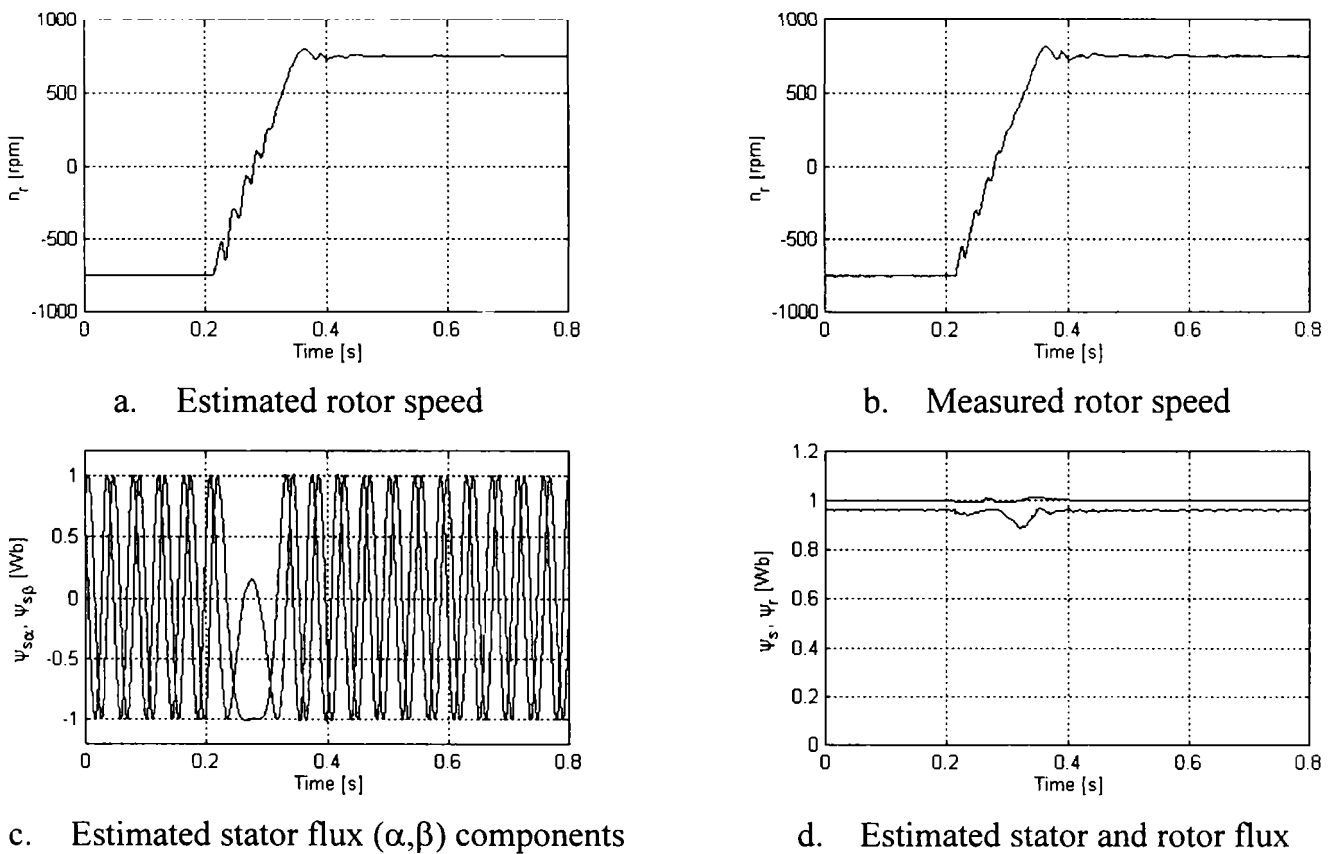 1000
500
0
-500
-1000
n_r [rpm]
0 0.2 0.4 0.6 0.8
Time [s]
a. Estimated rotor speed
1000
500
0
-500
-1000
n_r [rpm]
0 0.2 0.4 0.6 0.8
Time [s]
b. Measured rotor speed
1
0.5
0
-0.5
-1
Ψ_sα, Ψ_sβ [Wb]
0 0.2 0.4 0.6 0.8
Time [s]
c. Estimated stator flux (α,β) components
1.2
1
0.8
0.6
0.4
0.2
0
Ψ_s, Ψ_r [Wb]
0 0.2 0.4 0.6 0.8
Time [s]
d. Estimated stator and rotor flux